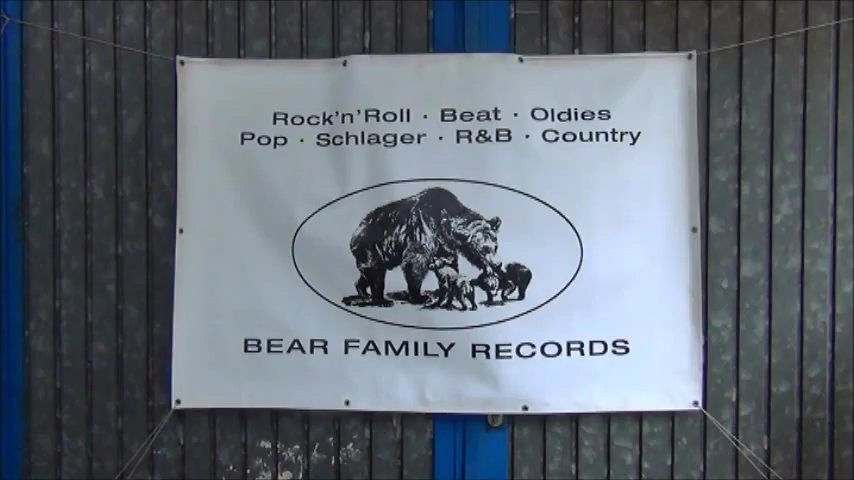 Rock'n'Roll · Beat · Oldies
Pop · Schlager · R&B · Country
BEAR FAMILY RECORDS